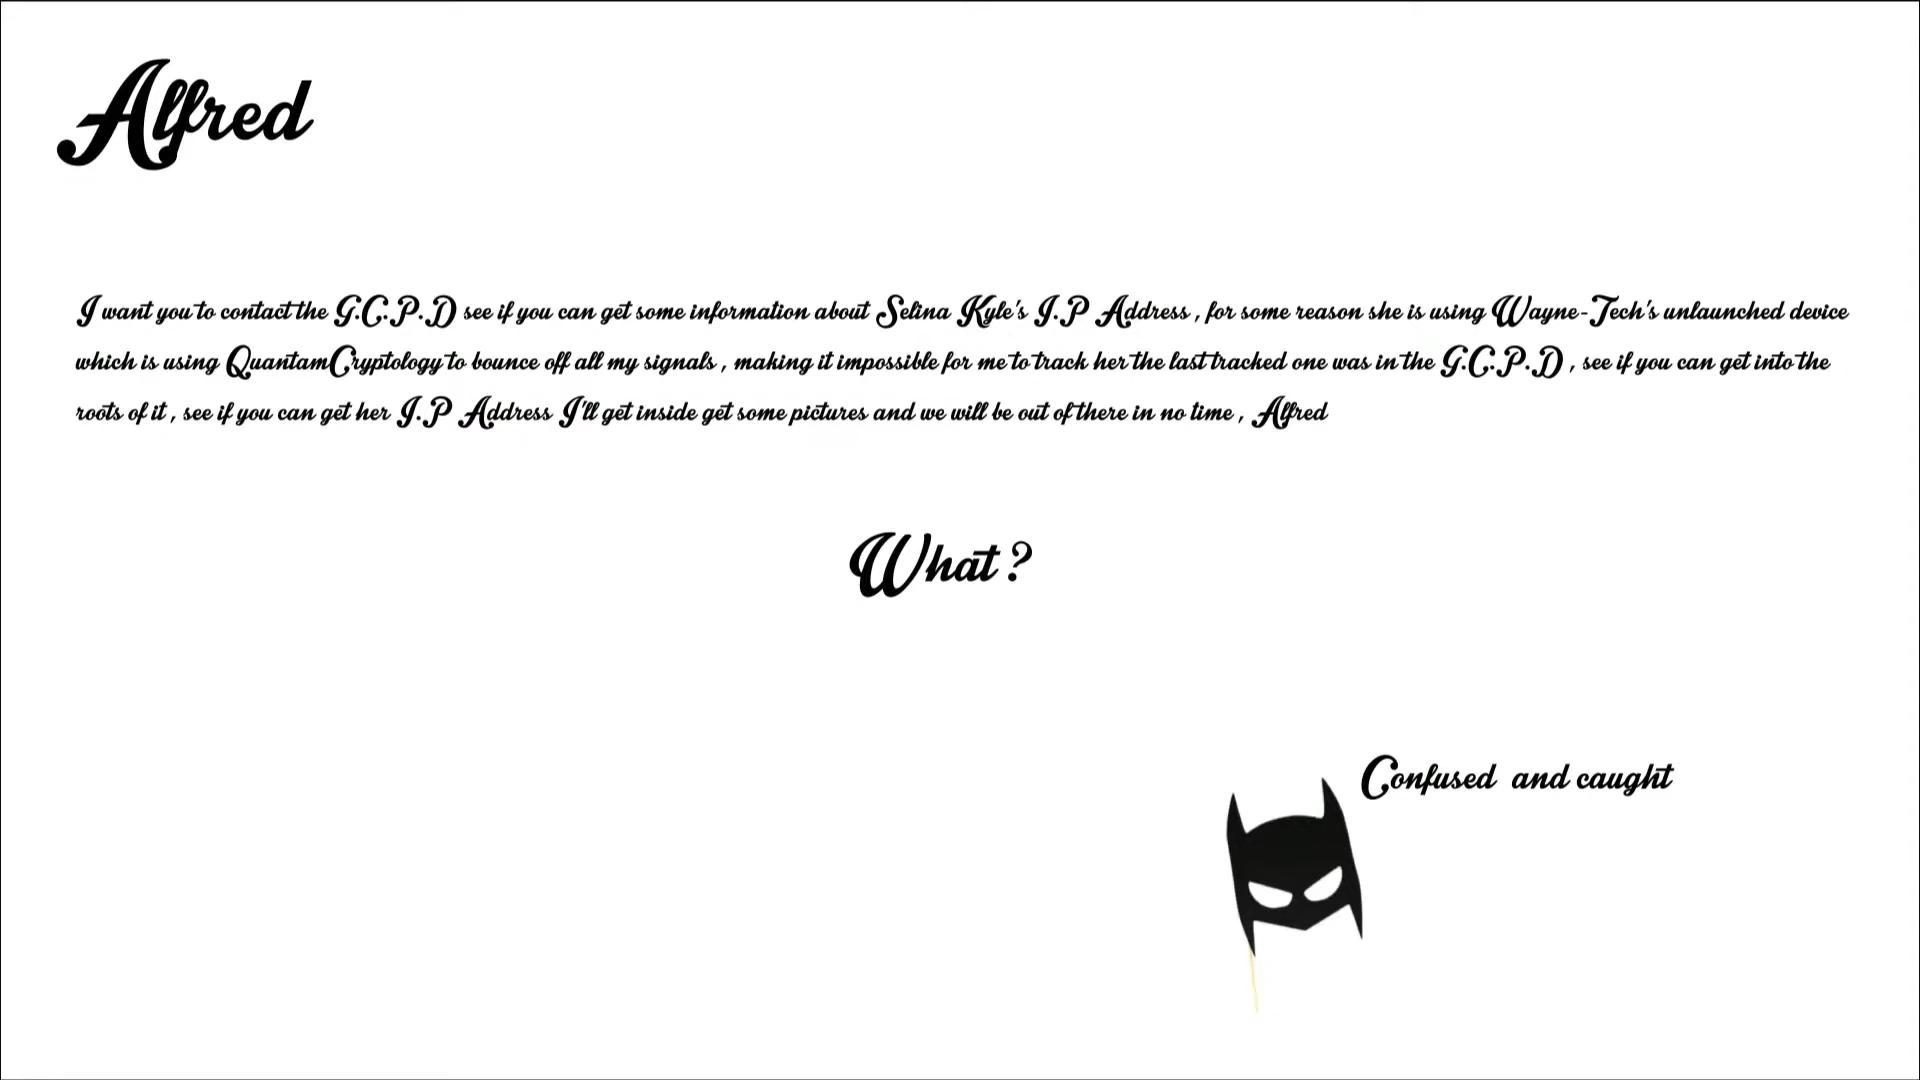 Alfred
I want you to contact the G.C.P.D see if you can get some information about Selina Kyle's I.P Address , for some reason she is using Wayne-Tech's unlaunched device
which is using QuantamCryptology to bounce off all my signals , making it impossible for me to track her the last tracked one was in the G.C.P.D , see if you can get into the
roots of it , see if you can get her I.P Address I'll get inside get some pictures and we will be out of there in no time , Alfred
What ?
Confused and caught